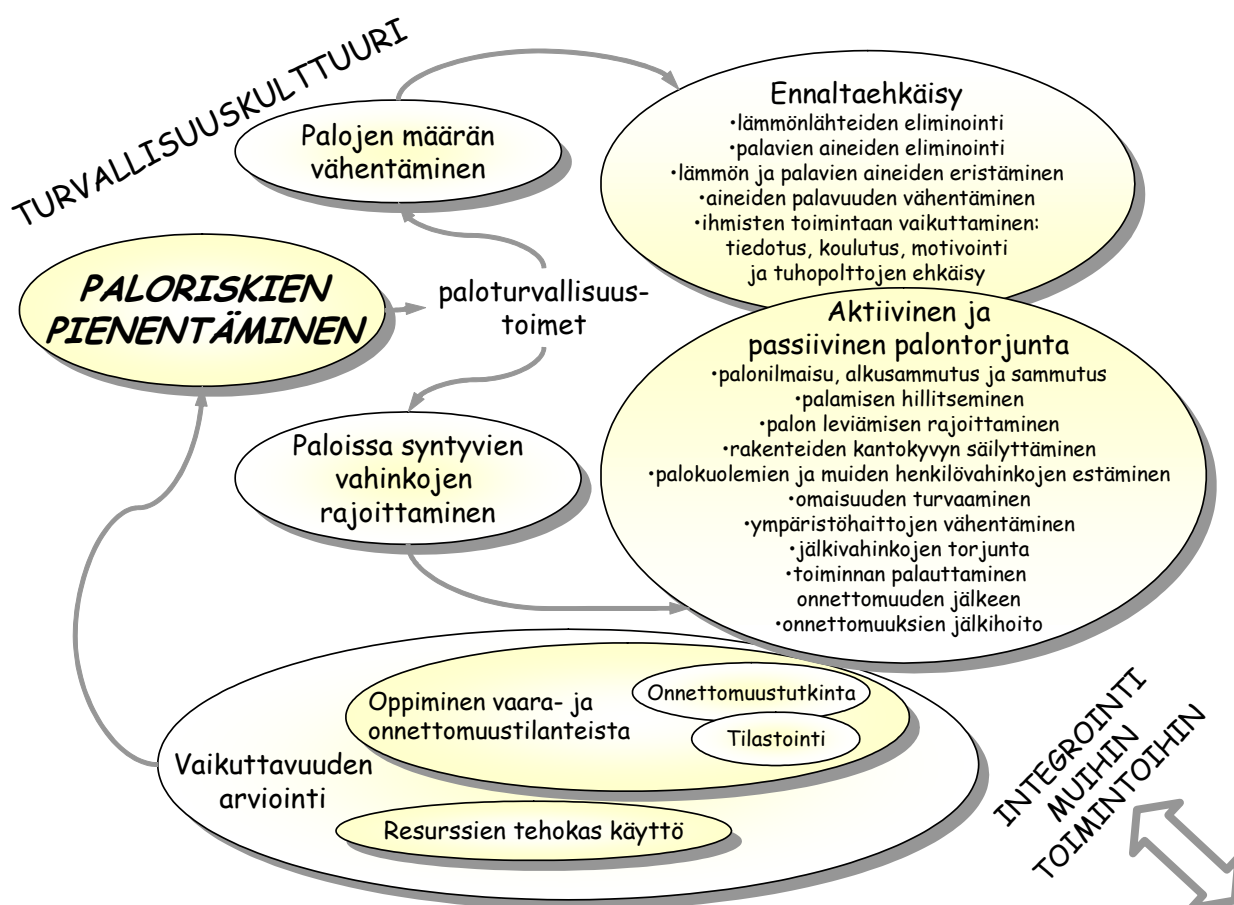 TURVALLISUUSKULTTUURI
Palojen määrän
vähentäminen
Ennaltaehkäisy
•lämmönlähteiden eliminointi
•palavien aineiden eliminointi
•lämmön ja palavien aineiden eristäminen
•aineiden palavuuden vähentäminen
•ihmisten toimintaan vaikuttaminen:
tiedotus, koulutus, motivointi
ja tuhopolttojen ehkäisy
PALORISKIEN
PIENENTÄMINEN
paloturvallisuus-
toimet
Aktiivinen ja
passiivinen palontorjunta
•palonilmaisu, alkusammutus ja sammutus
•palamisen hillitseminen
•palon leviämisen rajoittaminen
•rakenteiden kantokyvyn säilyttäminen
•palokuolemien ja muiden henkilövahinkojen estäminen
•omaisuuden turvaaminen
•ympäristöhaittojen vähentäminen
•jälkivahinkojen torjunta
•toiminnan palauttaminen
onnettomuuden jälkeen
•onnettomuuksien jälkihoito
Paloissa syntyvien
vahinkojen
rajoittaminen
Vaikuttavuuden
arviointi
Oppiminen vaara- ja
onnettomuustilanteista
Onnettomuustutkinta
Tilastointi
Resurssien tehokas käyttö
INTEGROINTI
MUIHIN
TOIMINTOIHIN